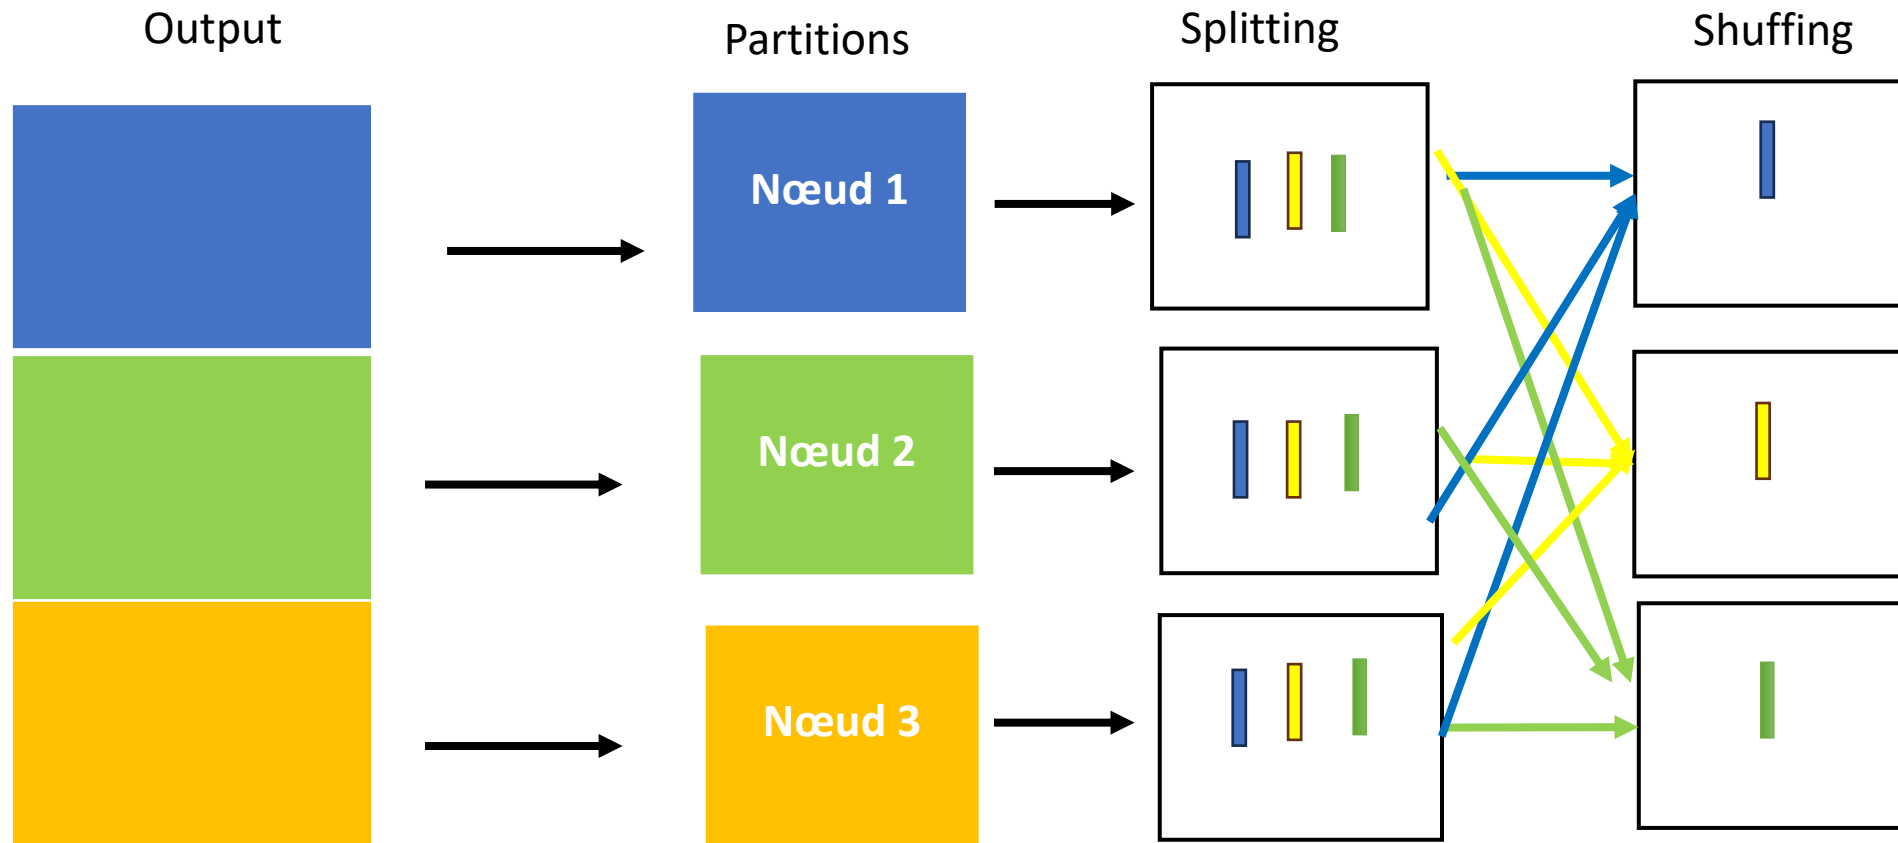 Output
Partitions
Splitting
Shuffing
Nœud 1
Nœud 2
Nœud 3